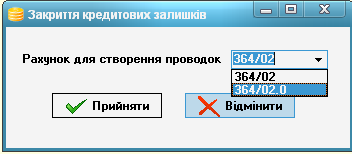 Закриття кредитових залишків
Рахунок для створення проводок 364/02
364/02
364/02.0
Прийняти
Відмінити